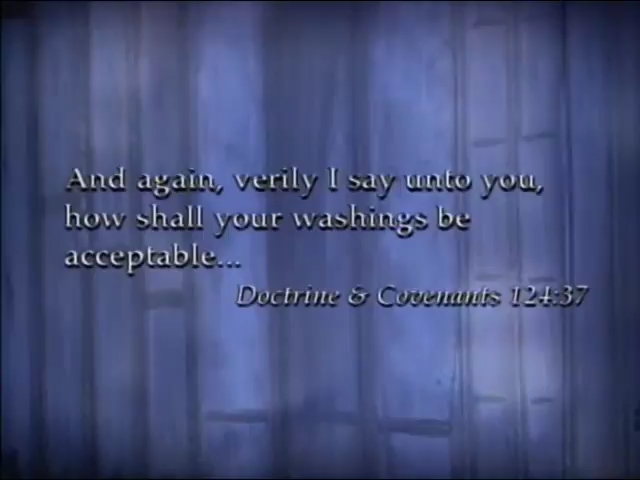 And again, verily I say unto you,
how shall your washings be
acceptable...
Doctrine & Covenants 124:37